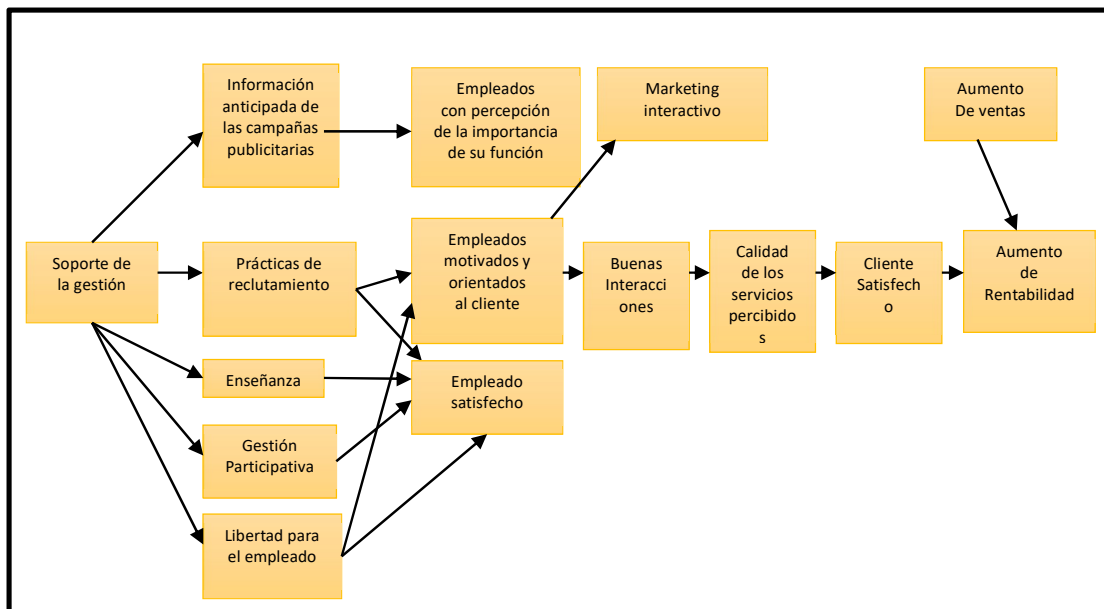 Información
anticipada de
las campañas
publicitarias
Empleados
con percepción
de la importancia
de su función
Marketing
interactivo
Aumento
De ventas
Soporte de
la gestión
Prácticas de
reclutamiento
Empleados
motivados y
orientados
al cliente
Buenas
Interacci
ones
Calidad
de los
servicios
percibido
s
Cliente
Satisfech
o
Aumento
de
Rentabilidad
Enseñanza
Empleado
satisfecho
Gestión
Participativa
Libertad para
el empleado